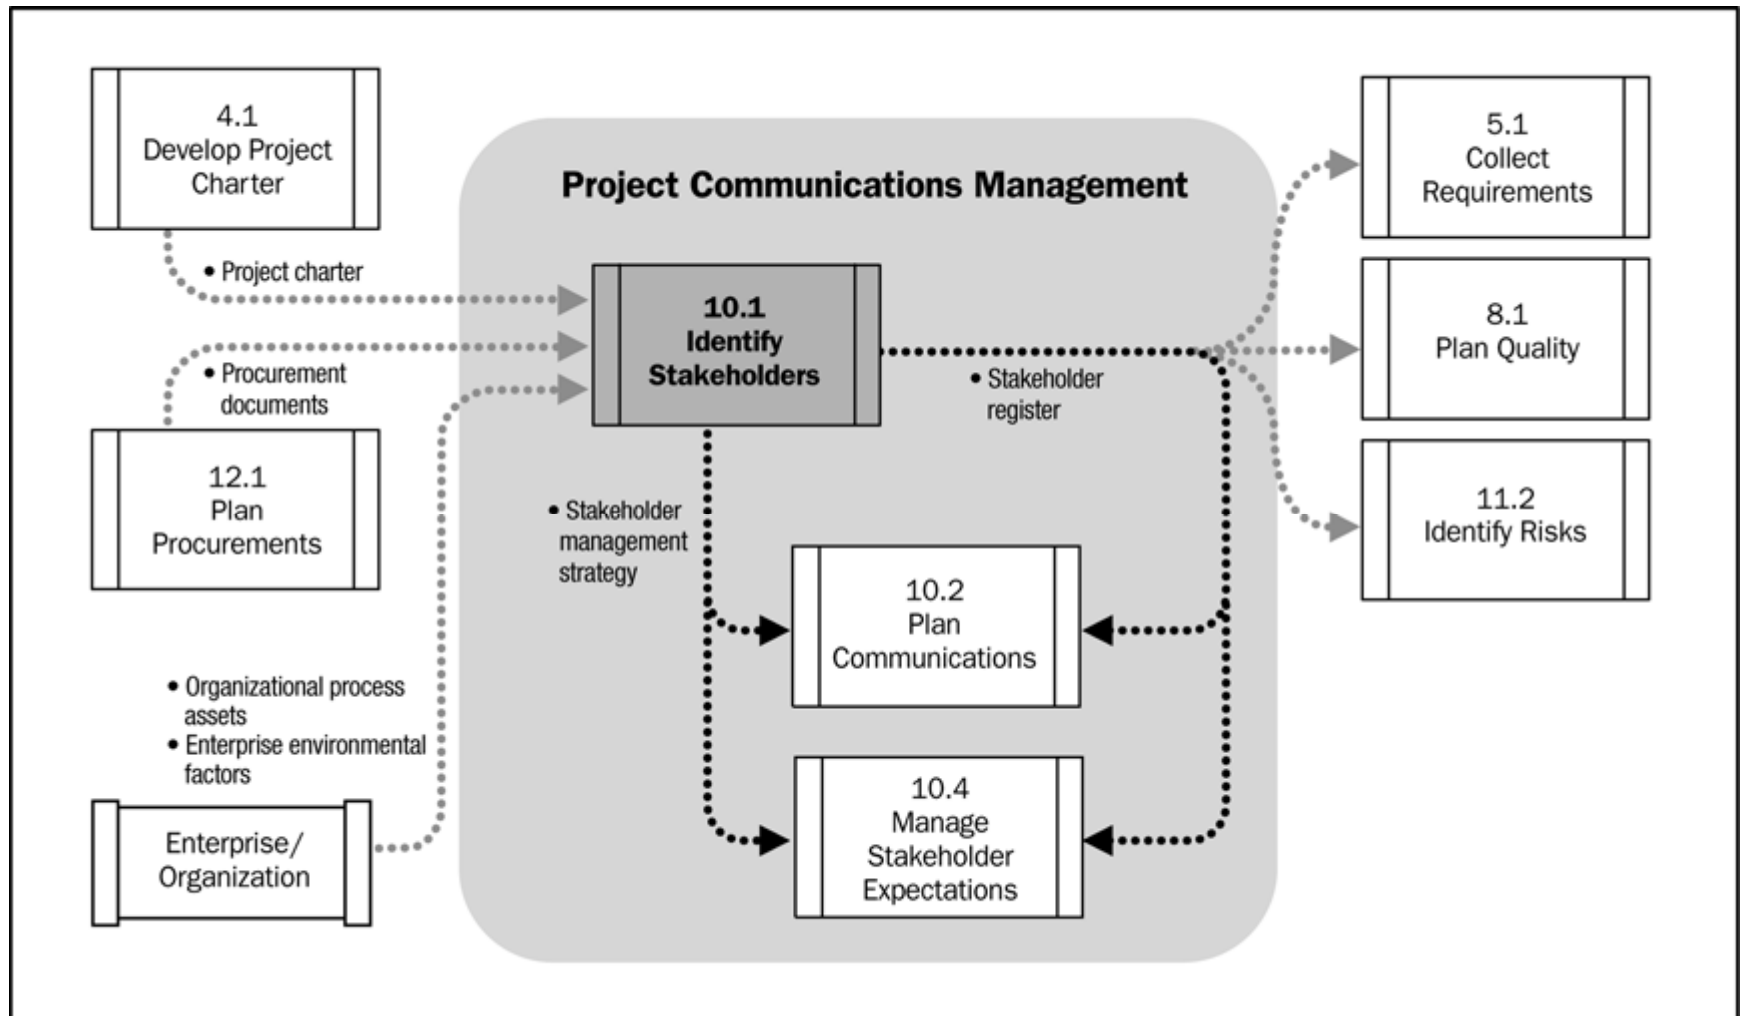 4.1
Develop Project
Charter
• Project charter
• Procurement
documents
12.1
Plan
Procurements
• Organizational process
assets
• Enterprise environmental
factors
Enterprise/
Organization
Project Communications Management
10.1
Identify
Stakeholders
• Stakeholder
register
• Stakeholder
management
strategy
10.2
Plan
Communications
10.4
Manage
Stakeholder
Expectations
5.1
Collect
Requirements
8.1
Plan Quality
11.2
Identify Risks